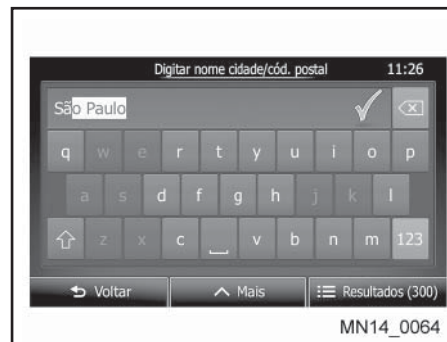 Digitar nome cidade/cód. postal 11:26
São Paulo
q w e r t y u i o p
a s d f g h j k l
z x c v b n m 123
Voltar Mais Resultados (300)
MN14_0064